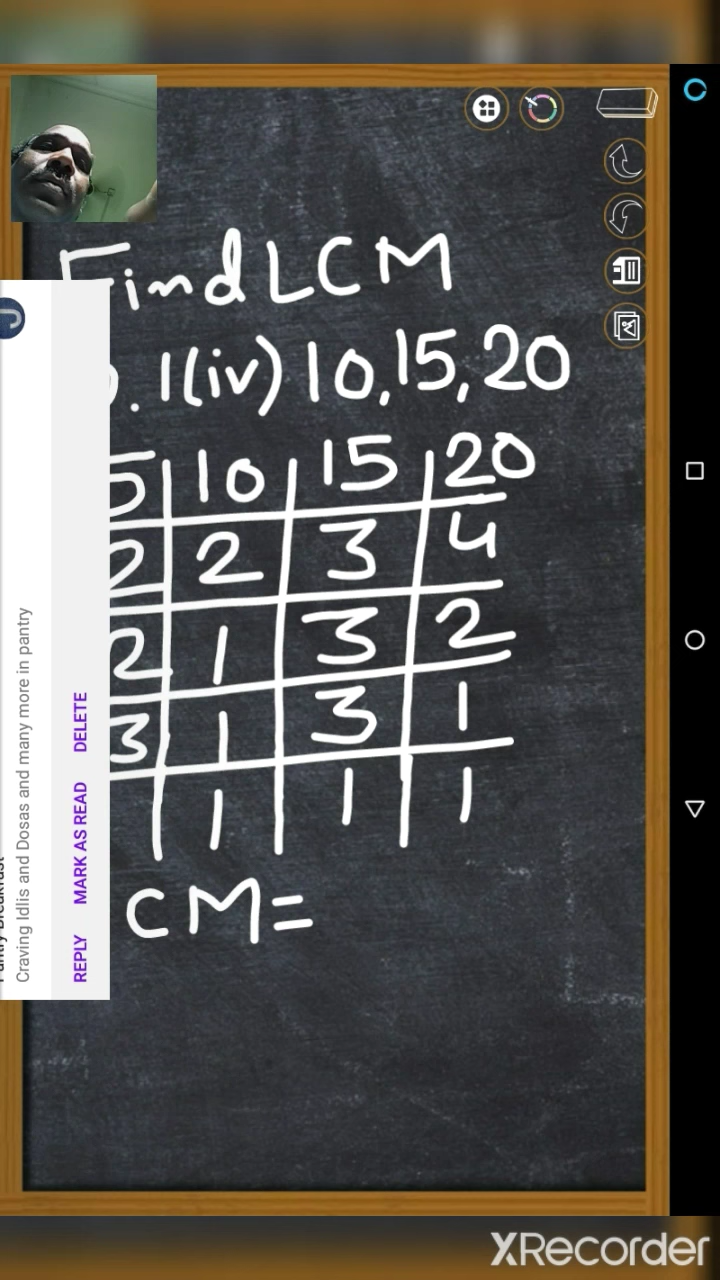 Find LCM
. 1(iv) 10, 15, 20
5 10 15 20
2 2 3 4
2 1 3 2
3 1 3 1
1 1 1
CM=
Craving Idlis and Dosas and many more in pantry
REPLY MARK AS READ DELETE
XRecorder